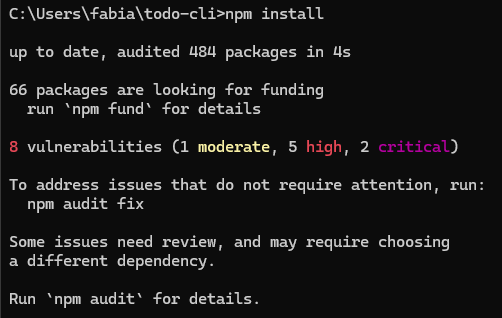 C:\Users\fabia\todo-cli>npm install
up to date, audited 484 packages in 4s
66 packages are looking for funding
  run `npm fund` for details
8 vulnerabilities (1 moderate, 5 high, 2 critical)
To address issues that do not require attention, run:
  npm audit fix
Some issues need review, and may require choosing
a different dependency.
Run `npm audit` for details.